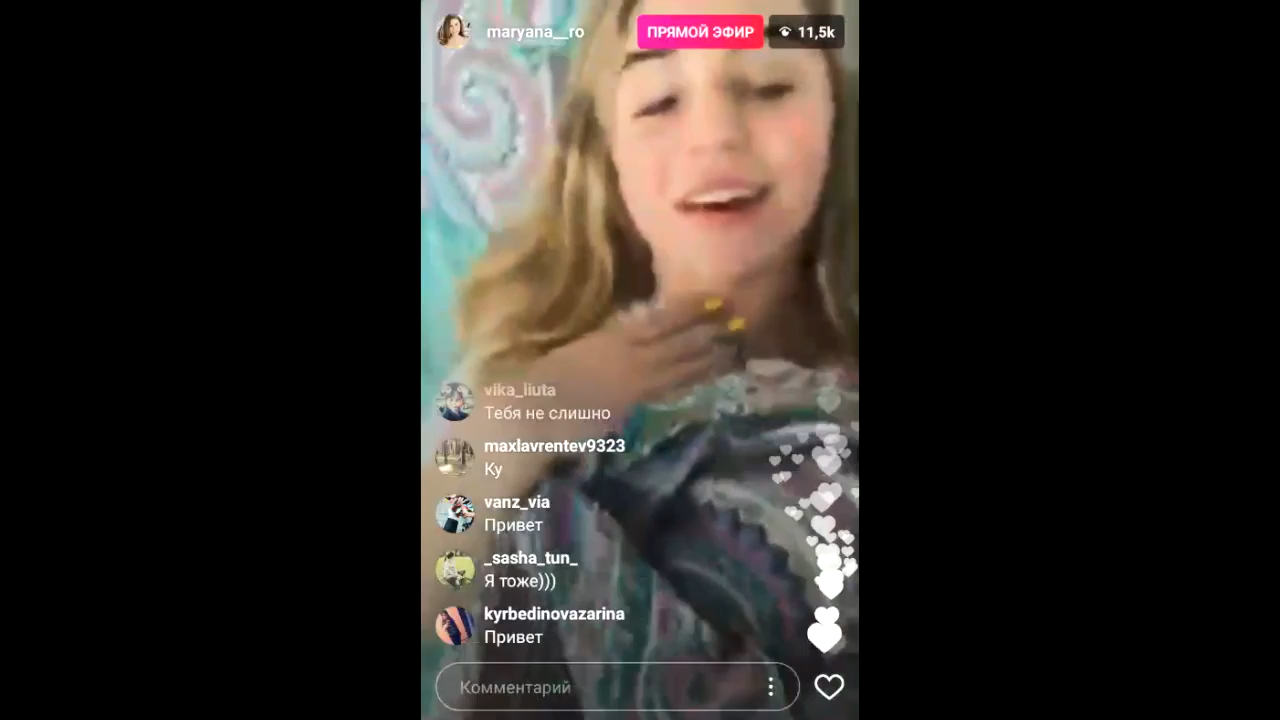 maryana__ro
ПРЯМОЙ ЭФИР
11,5k
vika_liuta
Тебя не слишно
maxlavrentev9323
Ку
vanz_via
Привет
_sasha_tun_
Я тоже)))
kyrbedinovazarina
Привет
Комментарий